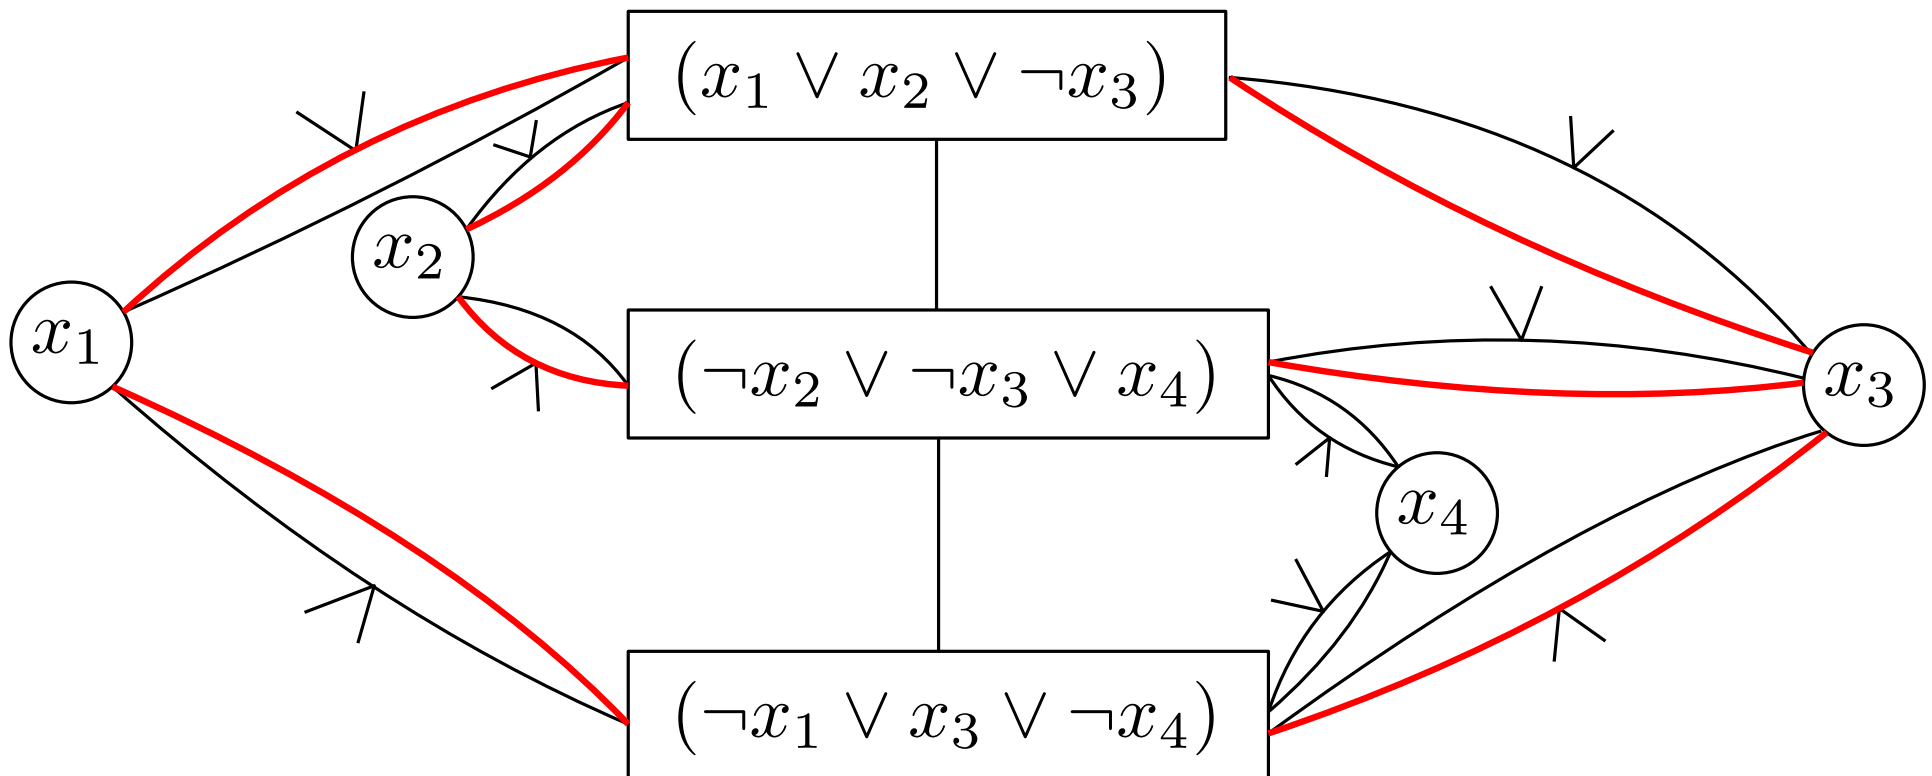 (x₁ ∨ x₂ ∨ ¬x₃)
x₂
x₁
(¬x₂ ∨ ¬x₃ ∨ x₄)
x₃
x₄
(¬x₁ ∨ x₃ ∨ ¬x₄)